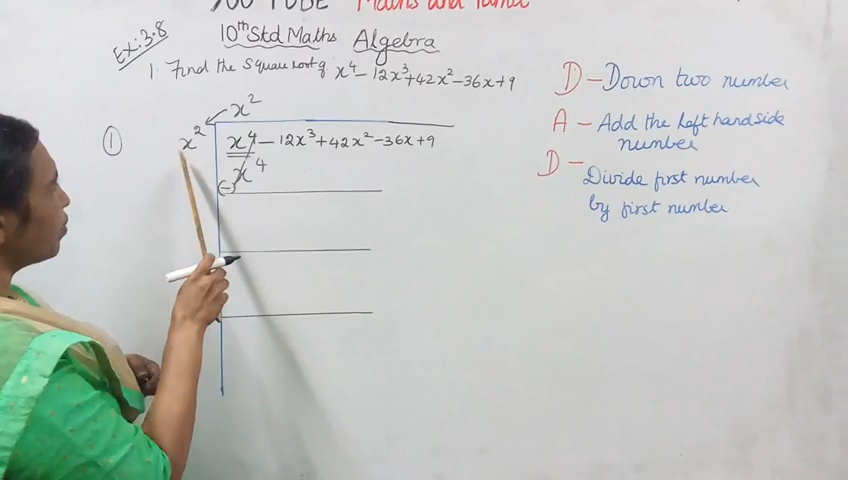 YOU TUBE Maths and Tamil
10th Std Maths Algebra
Ex: 3.8
1. Find the Square root of x⁴ - 12x³ + 42x² - 36x + 9
x²
① x² x⁴ - 12x³ + 42x² - 36x + 9
(-) x⁴
D - Down two number
A - Add the left hand side
number
D - Divide first number
by first number